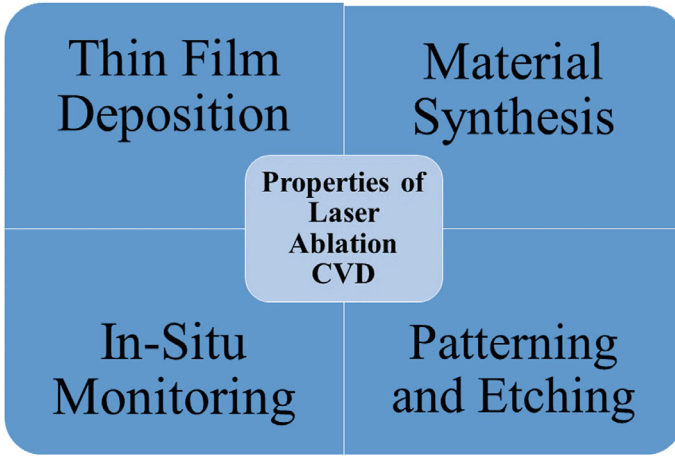 Thin Film
Deposition
Material
Synthesis
Properties of
Laser
Ablation
CVD
In-Situ
Monitoring
Patterning
and Etching